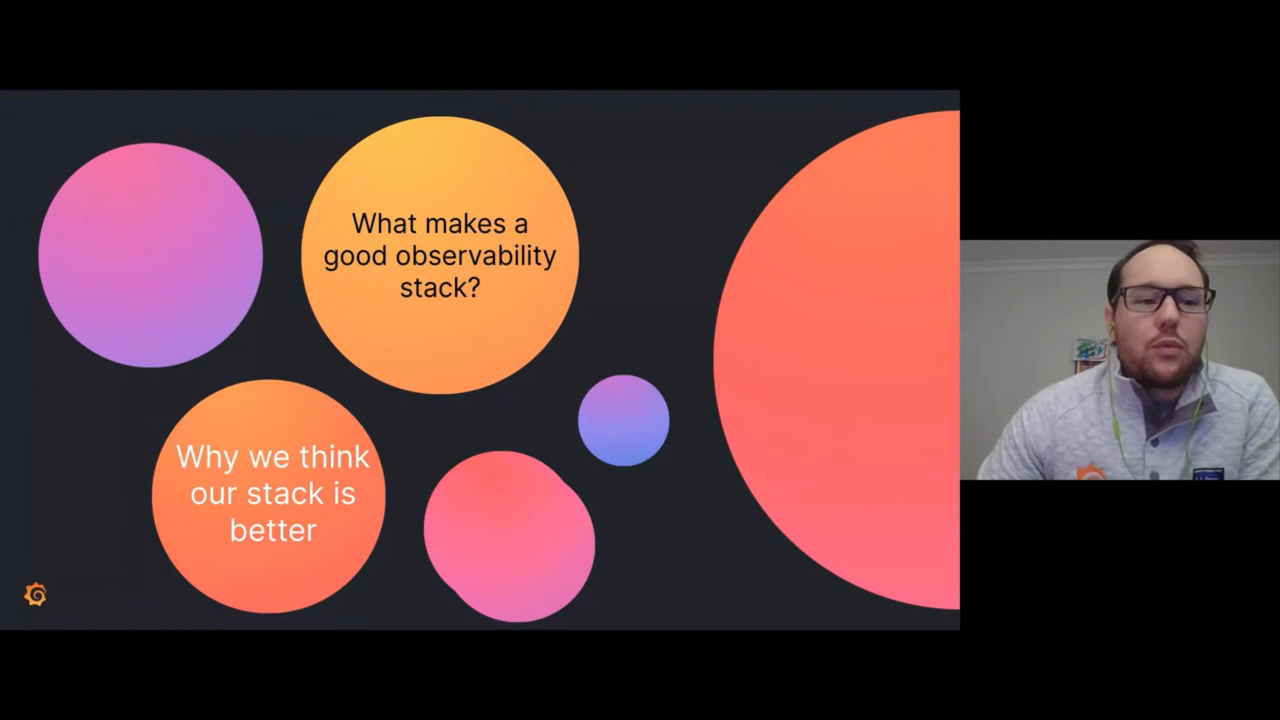 What makes a
good observability
stack?
Why we think
our stack is
better